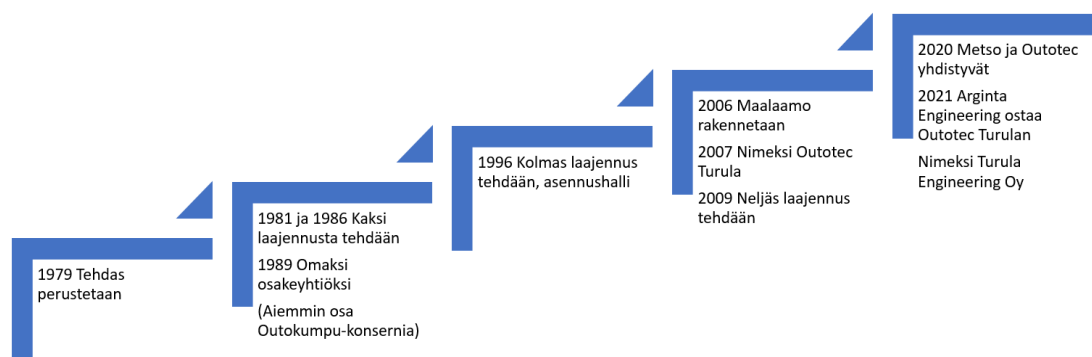 1979 Tehdas
perustetaan
1981 ja 1986 Kaksi
laajennusta tehdään
1989 Omaksi
osakeyhtiöksi
(Aiemmin osa
Outokumpu-konsernia)
1996 Kolmas laajennus
tehdään, asennushalli
2006 Maalaamo
rakennetaan
2007 Nimeksi Outotec
Turula
2009 Neljäs laajennus
tehdään
2020 Metso ja Outotec
yhdistyvät
2021 Arginta
Engineering ostaa
Outotec Turulan
Nimeksi Turula
Engineering Oy